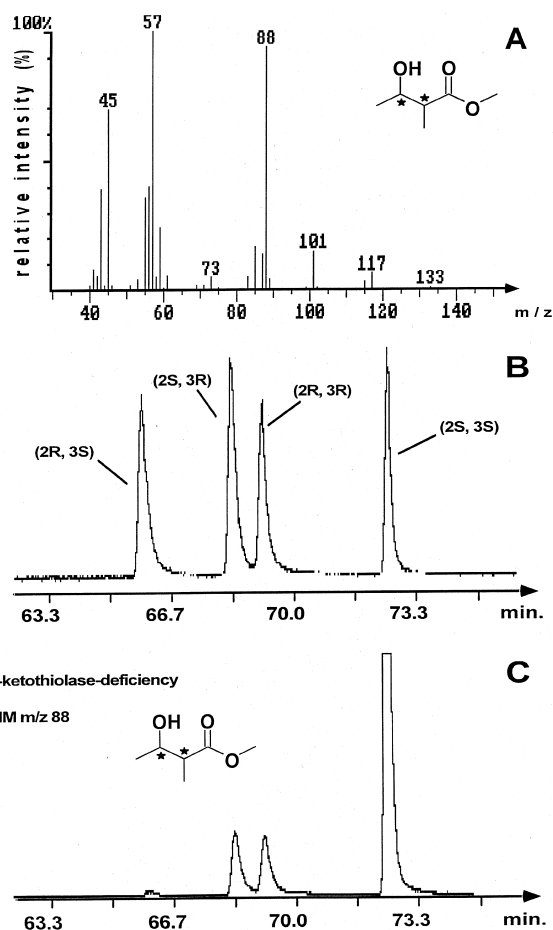 100%
57
A
88
OH O
45
O
relative intensity (%)
101
73
117
133
40 60 80 100 120 140 m / z
B
(2S, 3R)
(2R, 3R)
(2R, 3S)
(2S, 3S)
63.3 66.7 70.0 73.3 min.
C
-ketothiolase-deficiency
IM m/z 88
OH O
O
63.3 66.7 70.0 73.3 min.